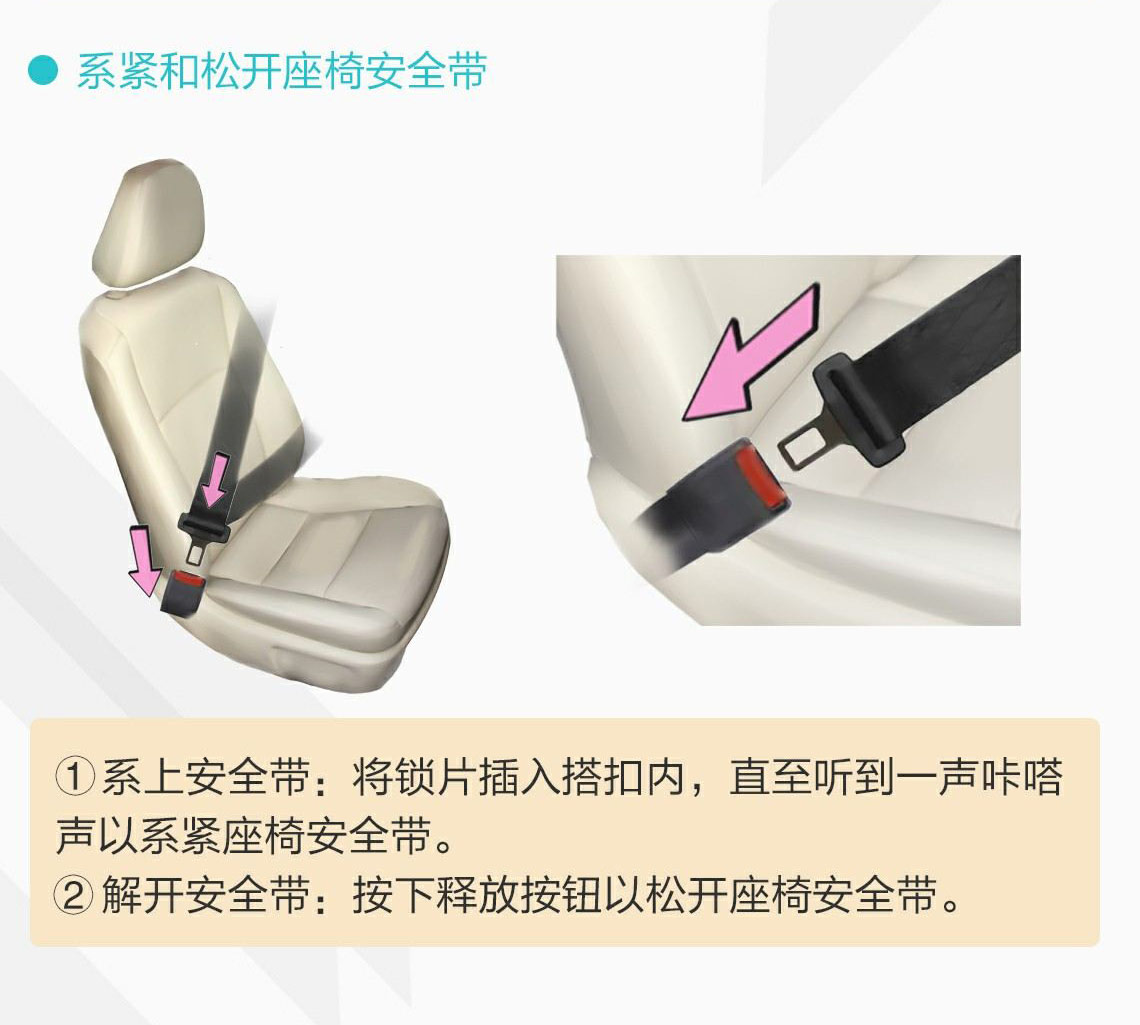 系紧和松开座椅安全带
①系上安全带：将锁片插入搭扣内，直至听到一声咔嗒
声以系紧座椅安全带。
②解开安全带：按下释放按钮以松开座椅安全带。